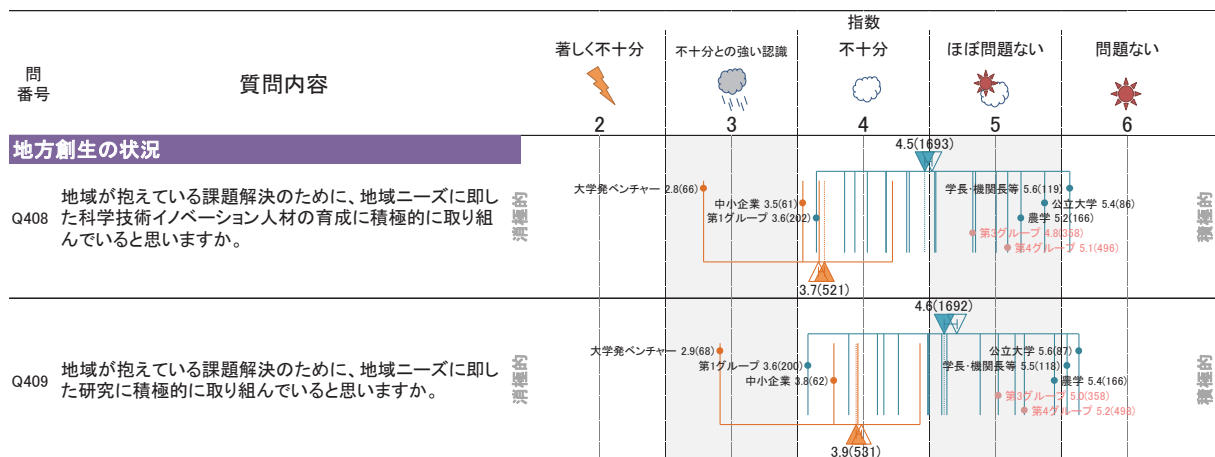 指数
著しく不十分
不十分との強い認識
不十分
ほぼ問題ない
問題ない
問
番号
質問内容
2
3
4
5
6
地方創生の状況
Q408
地域が抱えている課題解決のために、地域ニーズに即し
た科学技術イノベーション人材の育成に積極的に取り組
んでいると思いますか。
消極的
4.5(1693)
大学発ベンチャー 2.8(66)
中小企業 3.5(61)
第1グループ 3.6(202)
学長・機関長等 5.6(119)
公立大学 5.4(86)
農学 5.2(166)
第3グループ 4.8(358)
第4グループ 5.1(496)
3.7(521)
積極的
Q409
地域が抱えている課題解決のために、地域ニーズに即し
た研究に積極的に取り組んでいると思いますか。
消極的
4.6(1692)
大学発ベンチャー 2.9(68)
第1グループ 3.6(200)
中小企業 3.8(62)
公立大学 5.6(87)
学長・機関長等 5.5(118)
農学 5.4(166)
第3グループ 5.0(358)
第4グループ 5.2(498)
3.9(531)
積極的